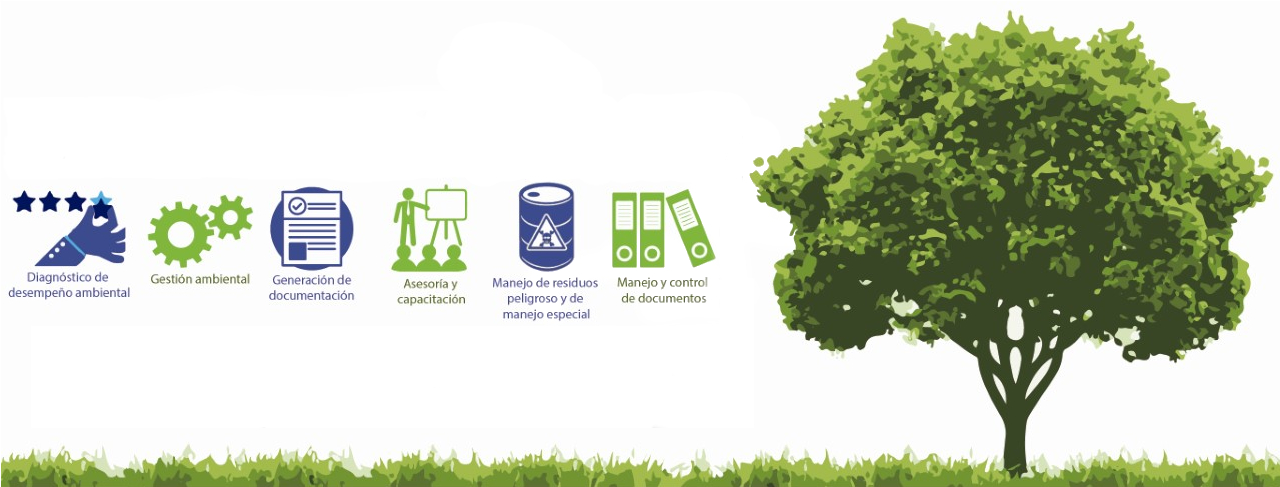 Diagnóstico de
desempeño ambiental
Gestión ambiental
Generación de
documentación
Asesoría y
capacitación
Manejo de residuos
peligroso y de
manejo especial
Manejo y control
de documentos